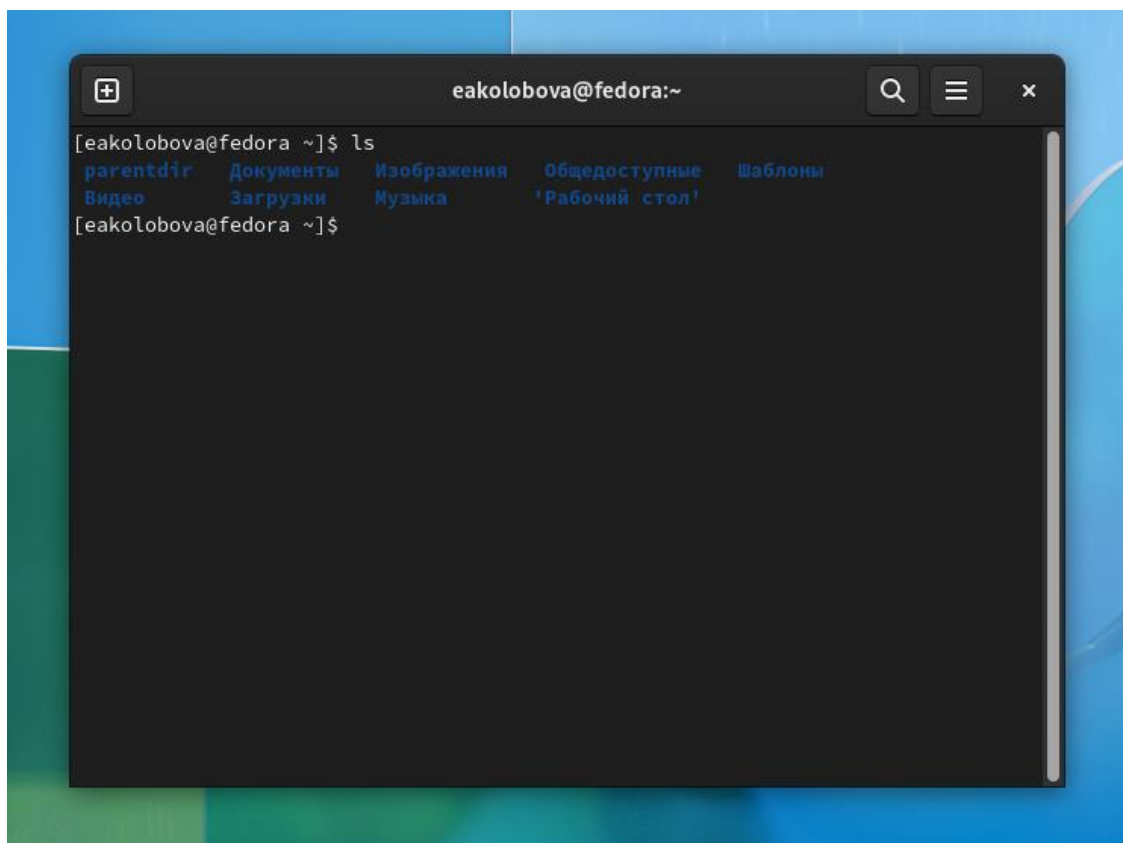 eakolobova@fedora:~
[eakolobova@fedora ~]$ ls
parentdir Документы Изображения Общедоступные Шаблоны
Видео Загрузки Музыка 'Рабочий стол'
[eakolobova@fedora ~]$